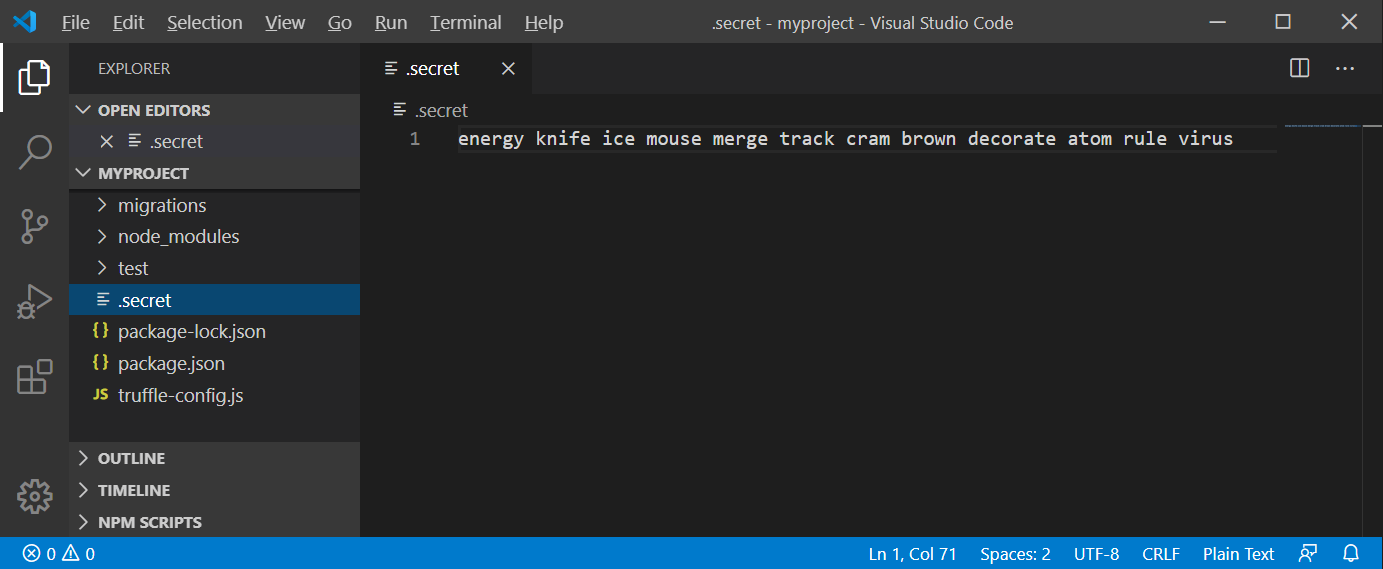 File Edit Selection View Go Run Terminal Help .secret - myproject - Visual Studio Code
EXPLORER
OPEN EDITORS
.secret
MYPROJECT
migrations
node_modules
test
.secret
{} package-lock.json
{} package.json
JS truffle-config.js
OUTLINE
TIMELINE
NPM SCRIPTS
.secret
.secret
1 energy knife ice mouse merge track cram brown decorate atom rule virus
0 0 Ln 1, Col 71 Spaces: 2 UTF-8 CRLF Plain Text